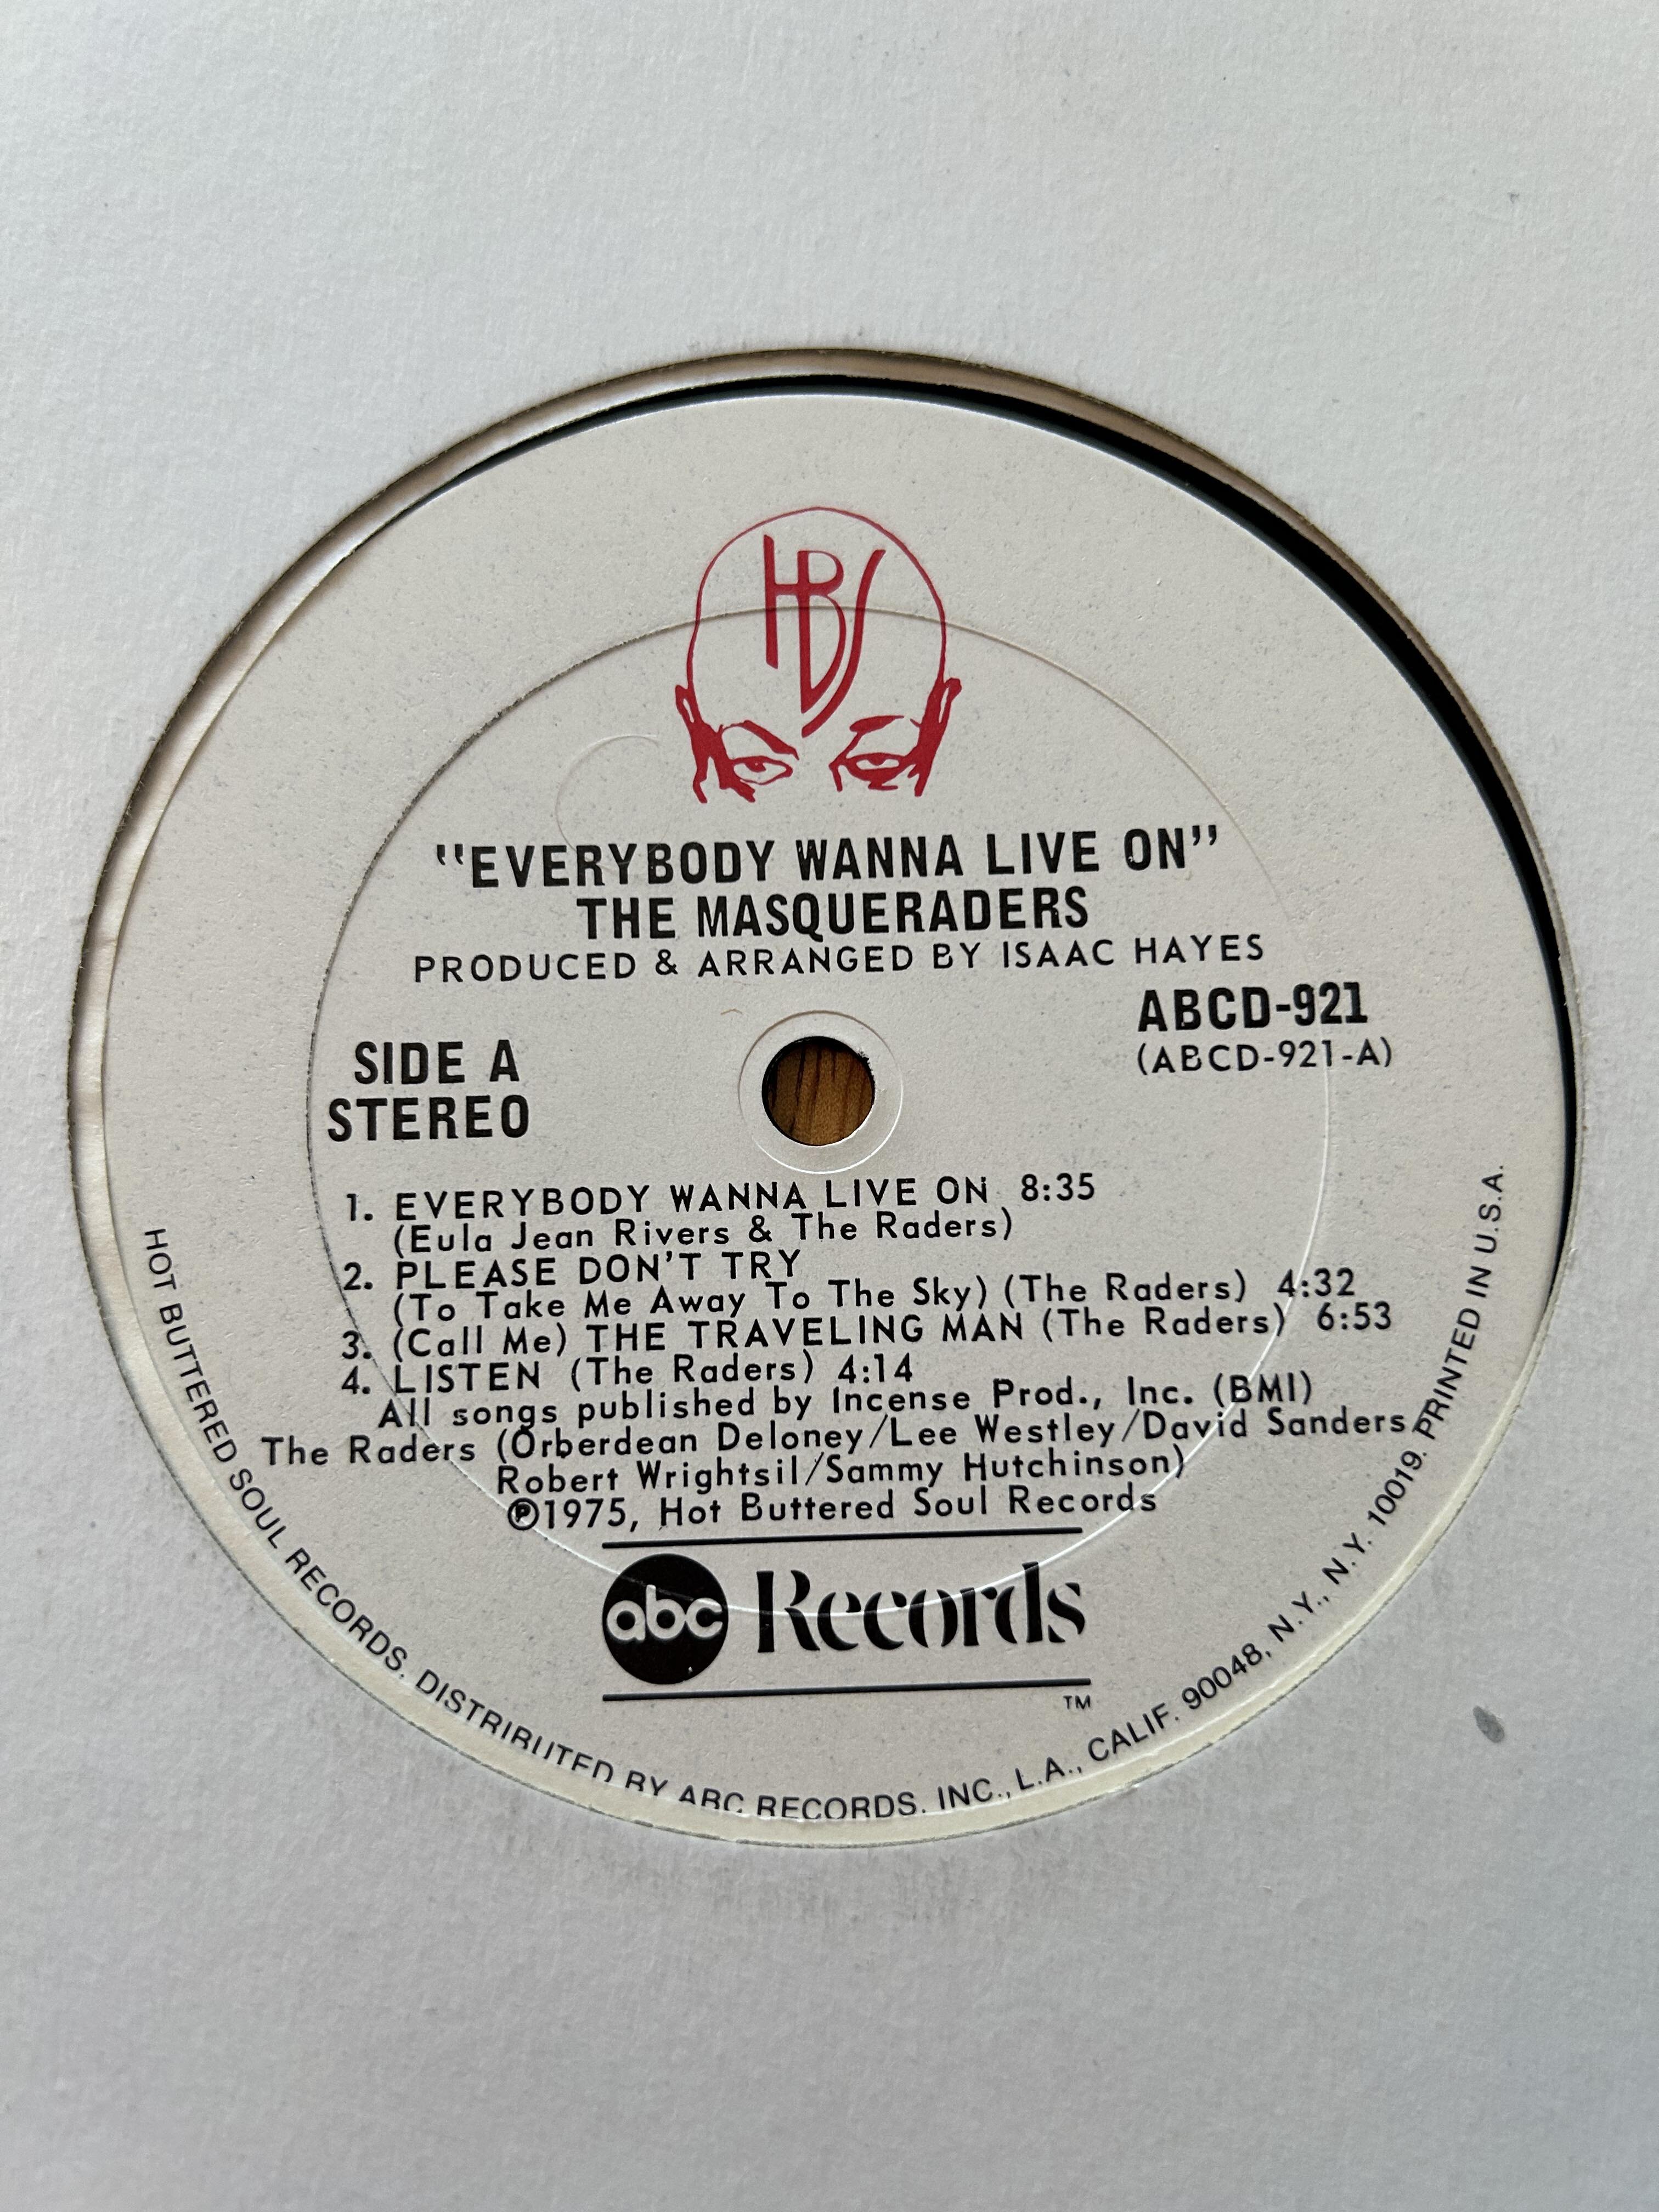 HBS
"EVERYBODY WANNA LIVE ON"
THE MASQUERADERS
PRODUCED & ARRANGED BY ISAAC HAYES
ABCD-921
(ABCD-921-A)
SIDE A
STEREO
1. EVERYBODY WANNA LIVE ON 8:35
(Eula Jean Rivers & The Raders)
2. PLEASE DON'T TRY
(To Take Me Away To The Sky) (The Raders) 4:32
3. (Call Me) THE TRAVELING MAN (The Raders) 6:53
4. LISTEN (The Raders) 4:14
All songs published by Incense Prod., Inc. (BMI)
The Raders (Orberdean Deloney/Lee Westley/David Sanders/
Robert Wrightsil/Sammy Hutchinson)
℗1975, Hot Buttered Soul Records
abc Records
TM
HOT BUTTERED SOUL RECORDS. DISTRIBUTED BY ABC RECORDS, INC., L.A., CALIF. 90048, N.Y., N.Y. 10019. PRINTED IN U.S.A.